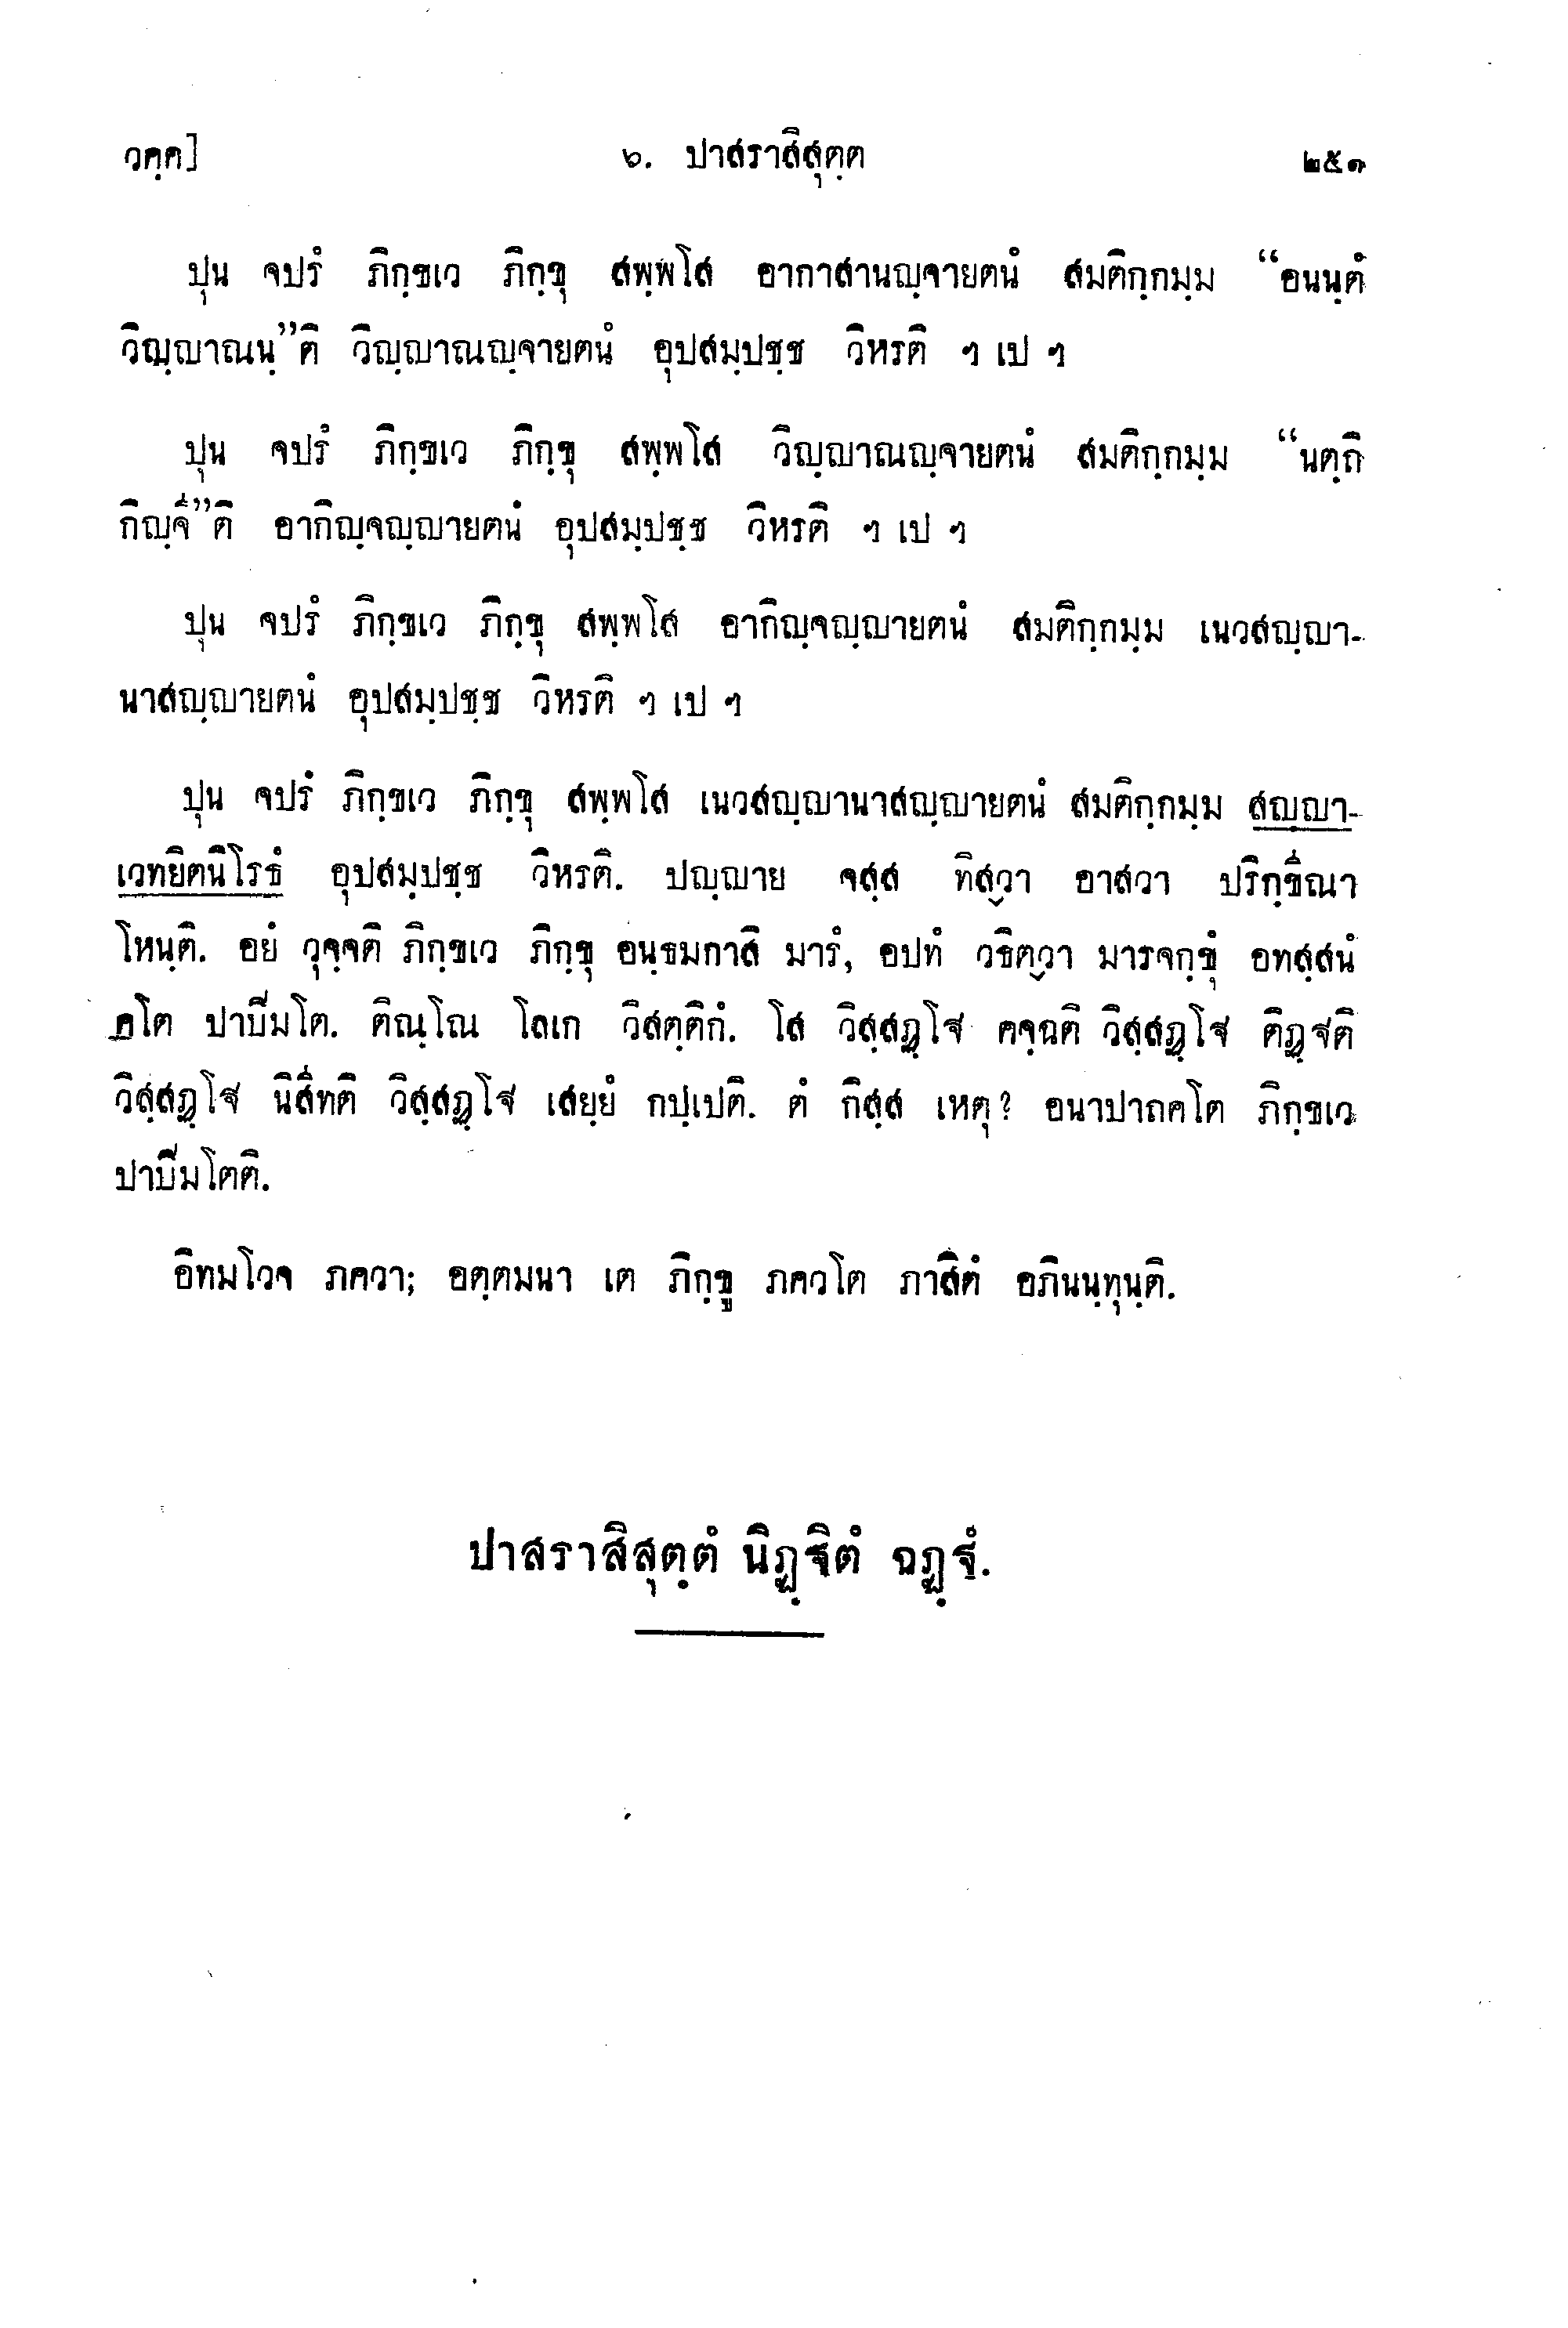 วคฺค]
๖. ปาสราสิสุตฺต
๒๕๑
ปุน จปรํ ภิกฺขเว ภิกฺขุ สพฺพโส อากาสานญฺจายตนํ สมติกฺกมฺม “อนนฺตํ
วิญฺญาณนฺ”ติ วิญฺญาณญฺจายตนํ อุปสมฺปชฺช วิหรติ ฯ เป ฯ
ปุน จปรํ ภิกฺขเว ภิกฺขุ สพฺพโส วิญฺญาณญฺจายตนํ สมติกฺกมฺม “นตฺถิ
กิญฺจิ”ติ อากิญฺจญฺญายตนํ อุปสมฺปชฺช วิหรติ ฯ เป ฯ
ปุน จปรํ ภิกฺขเว ภิกฺขุ สพฺพโส อากิญฺจญฺญายตนํ สมติกฺกมฺม เนวสญฺญา-
นาสญฺญายตนํ อุปสมฺปชฺช วิหรติ ฯ เป ฯ
ปุน จปรํ ภิกฺขเว ภิกฺขุ สพฺพโส เนวสญฺญานาสญฺญายตนํ สมติกฺกมฺม สญฺญา-
เวทยิตนิโรธํ อุปสมฺปชฺช วิหรติ. ปญฺญาย จสฺส ทิสฺวา อาสวา ปริกฺขีณา
โหนฺติ. อยํ วุจฺจติ ภิกฺขเว ภิกฺขุ อนฺธมกาสิ มารํ, อปทํ วธิตฺวา มารจกฺขุํ อทสฺสนํ
คโต ปาปิมโต. ติณฺโณ โลเก วิสตฺติกํ. โส วิสฺสฏฺโฐ คจฺฉติ วิสฺสฏฺโฐ ติฏฺฐติ
วิสฺสฏฺโฐ นิสีทติ วิสฺสฏฺโฐ เสยฺยํ กปฺเปติ. ตํ กิสฺส เหตุ? อนาปาถคโต ภิกฺขเว
ปาปิมโตติ.
อิทมโวจ ภควา; อตฺตมนา เต ภิกฺขู ภควโต ภาสิตํ อภินนฺทุนฺติ.
ปาสราสิสุตฺตํ นิฏฺฐิตํ ฉฏฺฐํ.